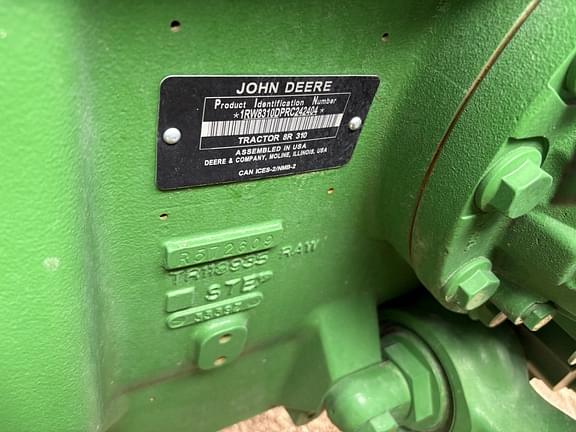 JOHN DEERE
Product Identification Number
*1RW8310DPRC242404*
TRACTOR 8R 310
ASSEMBLED IN USA
DEERE & COMPANY, MOLINE, ILLINOIS, USA
CAN ICES-2/NMB-2
R572609
RAW
STEP